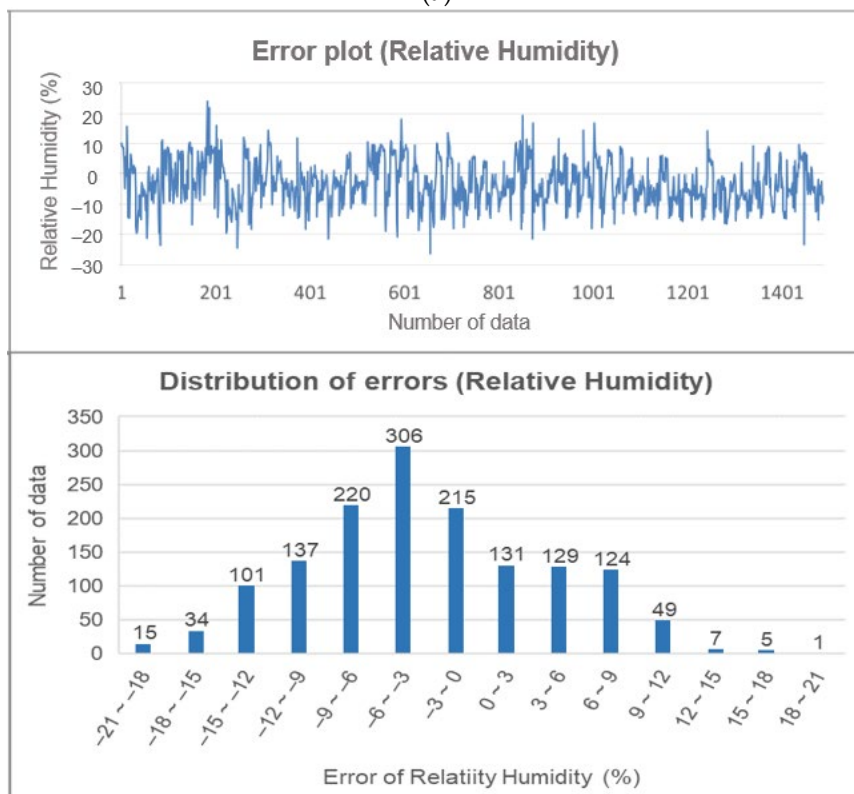 Error plot (Relative Humidity)
Relative Humidity (%)
30
20
10
0
–10
–20
–30
1 201 401 601 801 1001 1201 1401
Number of data
Distribution of errors (Relative Humidity)
Number of data
350
300
250
200
150
100
50
0
15 34 101 137 220 306 215 131 129 124 49 7 5 1
–21 ~ –18 –18 ~ –15 –15 ~ –12 –12 ~ –9 –9 ~ –6 –6 ~ –3 –3 ~ 0 0 ~ 3 3 ~ 6 6 ~ 9 9 ~ 12 12 ~ 15 15 ~ 18 18 ~ 21
Error of Relatiity Humidity (%)